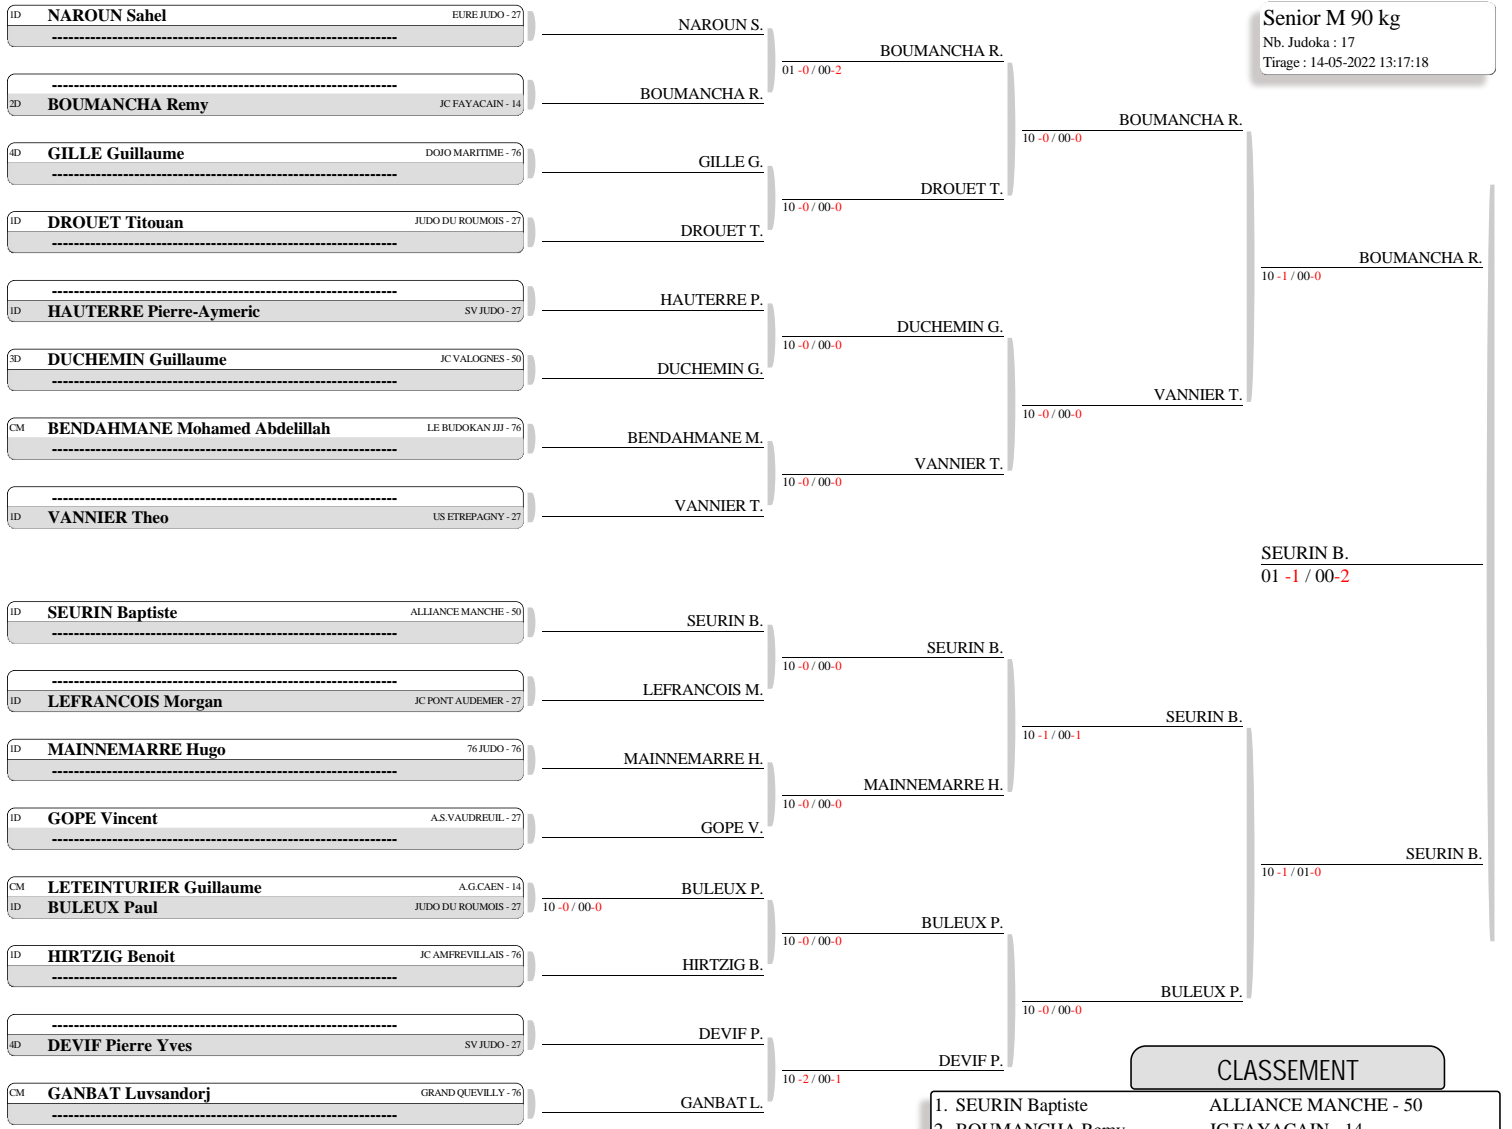 Senior M 90 kg
Nb. Judoka : 17
Tirage : 14-05-2022 13:17:18
1D NAROUN Sahel EURE JUDO - 27
------------------------------------------------------------
------------------------------------------------------------
2D BOUMANCHA Remy JC FAYACAIN - 14
4D GILLE Guillaume DOJO MARITIME - 76
------------------------------------------------------------
1D DROUET Titouan JUDO DU ROUMOIS - 27
------------------------------------------------------------
------------------------------------------------------------
1D HAUTERRE Pierre-Aymeric SV JUDO - 27
3D DUCHEMIN Guillaume JC VALOGNES - 50
------------------------------------------------------------
CM BENDAHMANE Mohamed Abdelillah LE BUDOKAN JJJ - 76
------------------------------------------------------------
------------------------------------------------------------
1D VANNIER Theo US ETREPAGNY - 27
1D SEURIN Baptiste ALLIANCE MANCHE - 50
------------------------------------------------------------
------------------------------------------------------------
1D LEFRANCOIS Morgan JC PONT AUDEMER - 27
1D MAINNEMARRE Hugo 76 JUDO - 76
------------------------------------------------------------
1D GOPE Vincent A.S.VAUDREUIL - 27
------------------------------------------------------------
CM LETEINTURIER Guillaume A.G.CAEN - 14
1D BULEUX Paul JUDO DU ROUMOIS - 27
1D HIRTZIG Benoit JC AMFREVILLAIS - 76
------------------------------------------------------------
------------------------------------------------------------
4D DEVIF Pierre Yves SV JUDO - 27
CM GANBAT Luvsandorj GRAND QUEVILLY - 76
------------------------------------------------------------
NAROUN S.
BOUMANCHA R.
GILLE G.
DROUET T.
HAUTERRE P.
DUCHEMIN G.
BENDAHMANE M.
VANNIER T.
SEURIN B.
LEFRANCOIS M.
MAINNEMARRE H.
GOPE V.
BULEUX P.
10 -0 / 00-0
HIRTZIG B.
DEVIF P.
GANBAT L.
BOUMANCHA R.
01 -0 / 00-2
DROUET T.
10 -0 / 00-0
DUCHEMIN G.
10 -0 / 00-0
VANNIER T.
10 -0 / 00-0
SEURIN B.
10 -0 / 00-0
MAINNEMARRE H.
10 -0 / 00-0
BULEUX P.
10 -0 / 00-0
DEVIF P.
10 -2 / 00-1
BOUMANCHA R.
10 -0 / 00-0
VANNIER T.
10 -0 / 00-0
SEURIN B.
10 -1 / 00-1
BULEUX P.
10 -0 / 00-0
BOUMANCHA R.
10 -1 / 00-0
SEURIN B.
10 -1 / 01-0
SEURIN B.
01 -1 / 00-2
CLASSEMENT
1. SEURIN Baptiste ALLIANCE MANCHE - 50
2. BOUMANCHA Remy JC FAYACAIN - 14